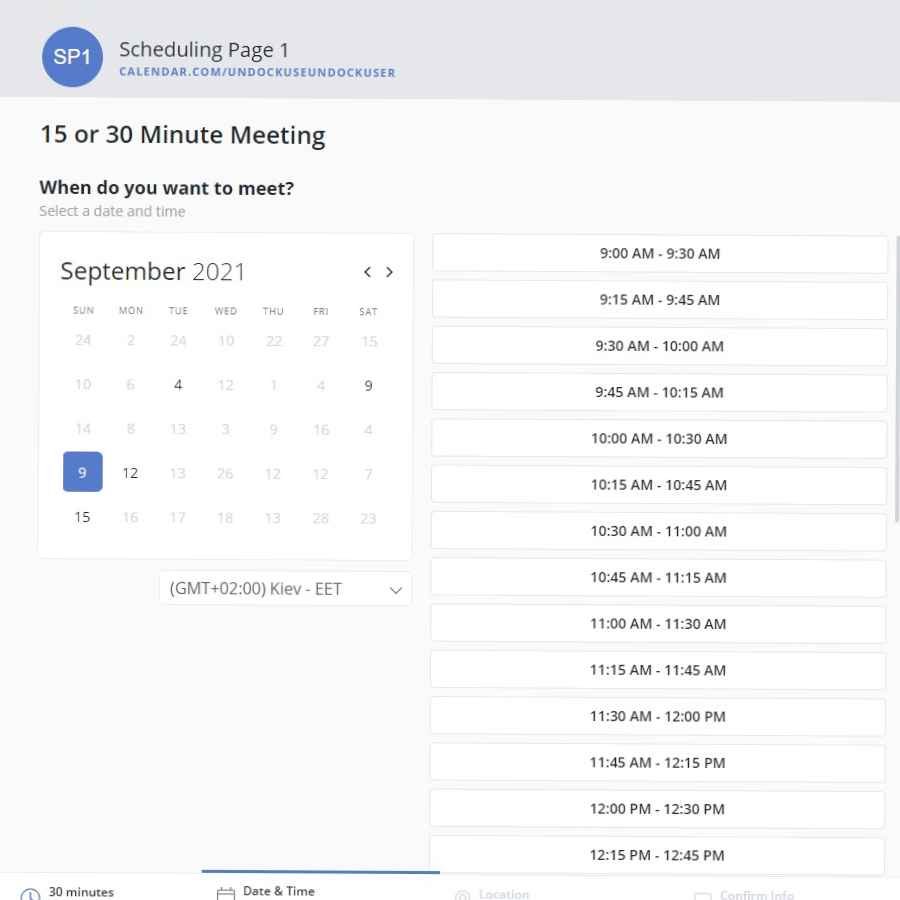 SP1
Scheduling Page 1
CALENDAR.COM/UNDOCKUSEUNDOCKUSER
15 or 30 Minute Meeting
When do you want to meet?
Select a date and time
September 2021
SUN MON TUE WED THU FRI SAT
24 2 24 10 22 27 15
10 6 4 12 1 4 9
14 8 13 3 9 16 4
9 12 13 26 12 12 7
15 16 17 18 13 28 23
(GMT+02:00) Kiev - EET
9:00 AM - 9:30 AM
9:15 AM - 9:45 AM
9:30 AM - 10:00 AM
9:45 AM - 10:15 AM
10:00 AM - 10:30 AM
10:15 AM - 10:45 AM
10:30 AM - 11:00 AM
10:45 AM - 11:15 AM
11:00 AM - 11:30 AM
11:15 AM - 11:45 AM
11:30 AM - 12:00 PM
11:45 AM - 12:15 PM
12:00 PM - 12:30 PM
12:15 PM - 12:45 PM
30 minutes
Date & Time
Location
Confirm Info